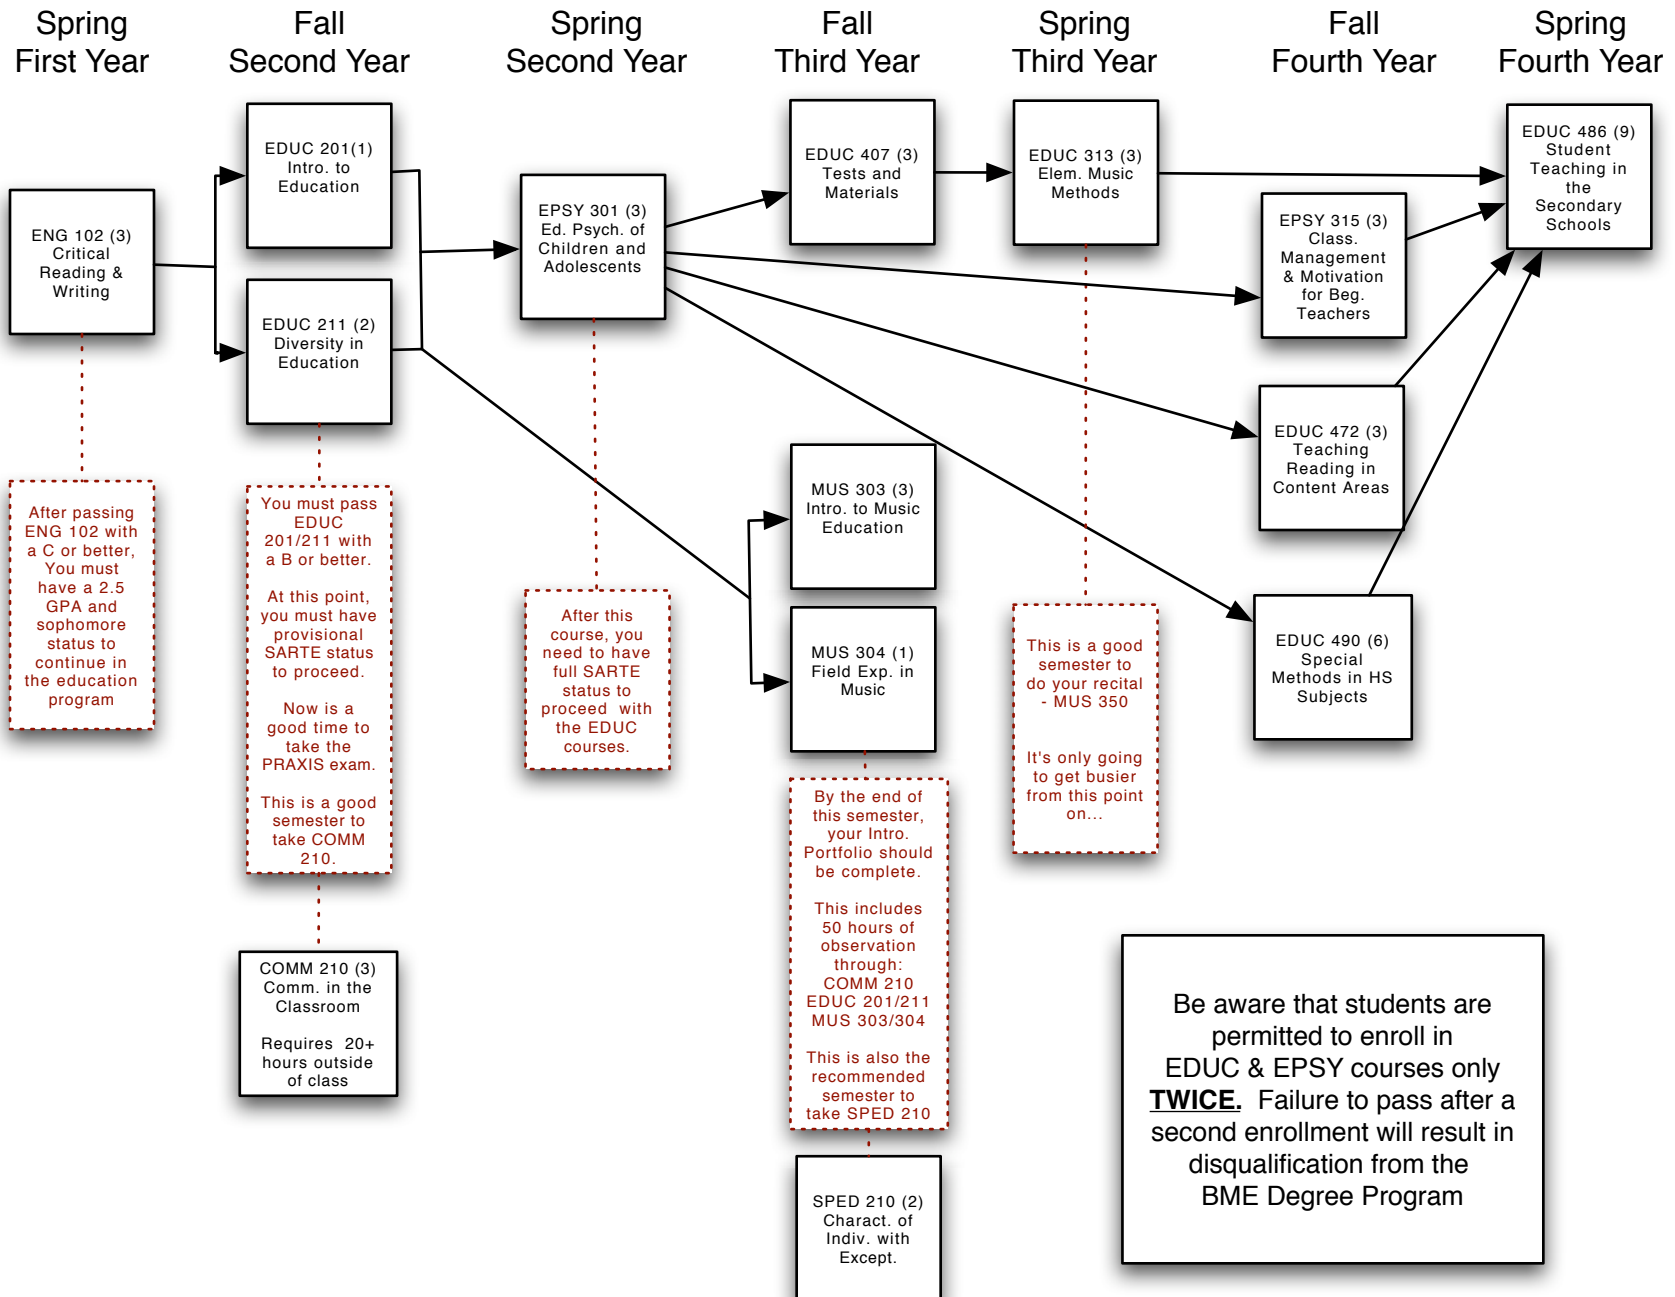 Spring
First Year
Fall
Second Year
Spring
Second Year
Fall
Third Year
Spring
Third Year
Fall
Fourth Year
Spring
Fourth Year
ENG 102 (3)
Critical
Reading &
Writing
After passing
ENG 102 with
a C or better,
You must
have a 2.5
GPA and
sophomore
status to
continue in
the education
program
EDUC 201(1)
Intro. to
Education
EDUC 211 (2)
Diversity in
Education
You must pass
EDUC
201/211 with
a B or better.
At this point,
you must have
provisional
SARTE status
to proceed.
Now is a
good time to
take the
PRAXIS exam.
This is a good
semester to
take COMM
210.
COMM 210 (3)
Comm. in the
Classroom
Requires 20+
hours outside
of class
EPSY 301 (3)
Ed. Psych. of
Children and
Adolescents
After this
course, you
need to have
full SARTE
status to
proceed with
the EDUC
courses.
EDUC 407 (3)
Tests and
Materials
MUS 303 (3)
Intro. to Music
Education
MUS 304 (1)
Field Exp. in
Music
By the end of
this semester,
your Intro.
Portfolio should
be complete.
This includes
50 hours of
observation
through:
COMM 210
EDUC 201/211
MUS 303/304
This is also the
recommended
semester to
take SPED 210
SPED 210 (2)
Charact. of
Indiv. with
Except.
EDUC 313 (3)
Elem. Music
Methods
This is a good
semester to
do your recital
- MUS 350
It's only going
to get busier
from this point
on...
EPSY 315 (3)
Class.
Management
& Motivation
for Beg.
Teachers
EDUC 472 (3)
Teaching
Reading in
Content Areas
EDUC 490 (6)
Special
Methods in HS
Subjects
EDUC 486 (9)
Student
Teaching in
the
Secondary
Schools
Be aware that students are
permitted to enroll in
EDUC & EPSY courses only
TWICE. Failure to pass after a
second enrollment will result in
disqualification from the
BME Degree Program